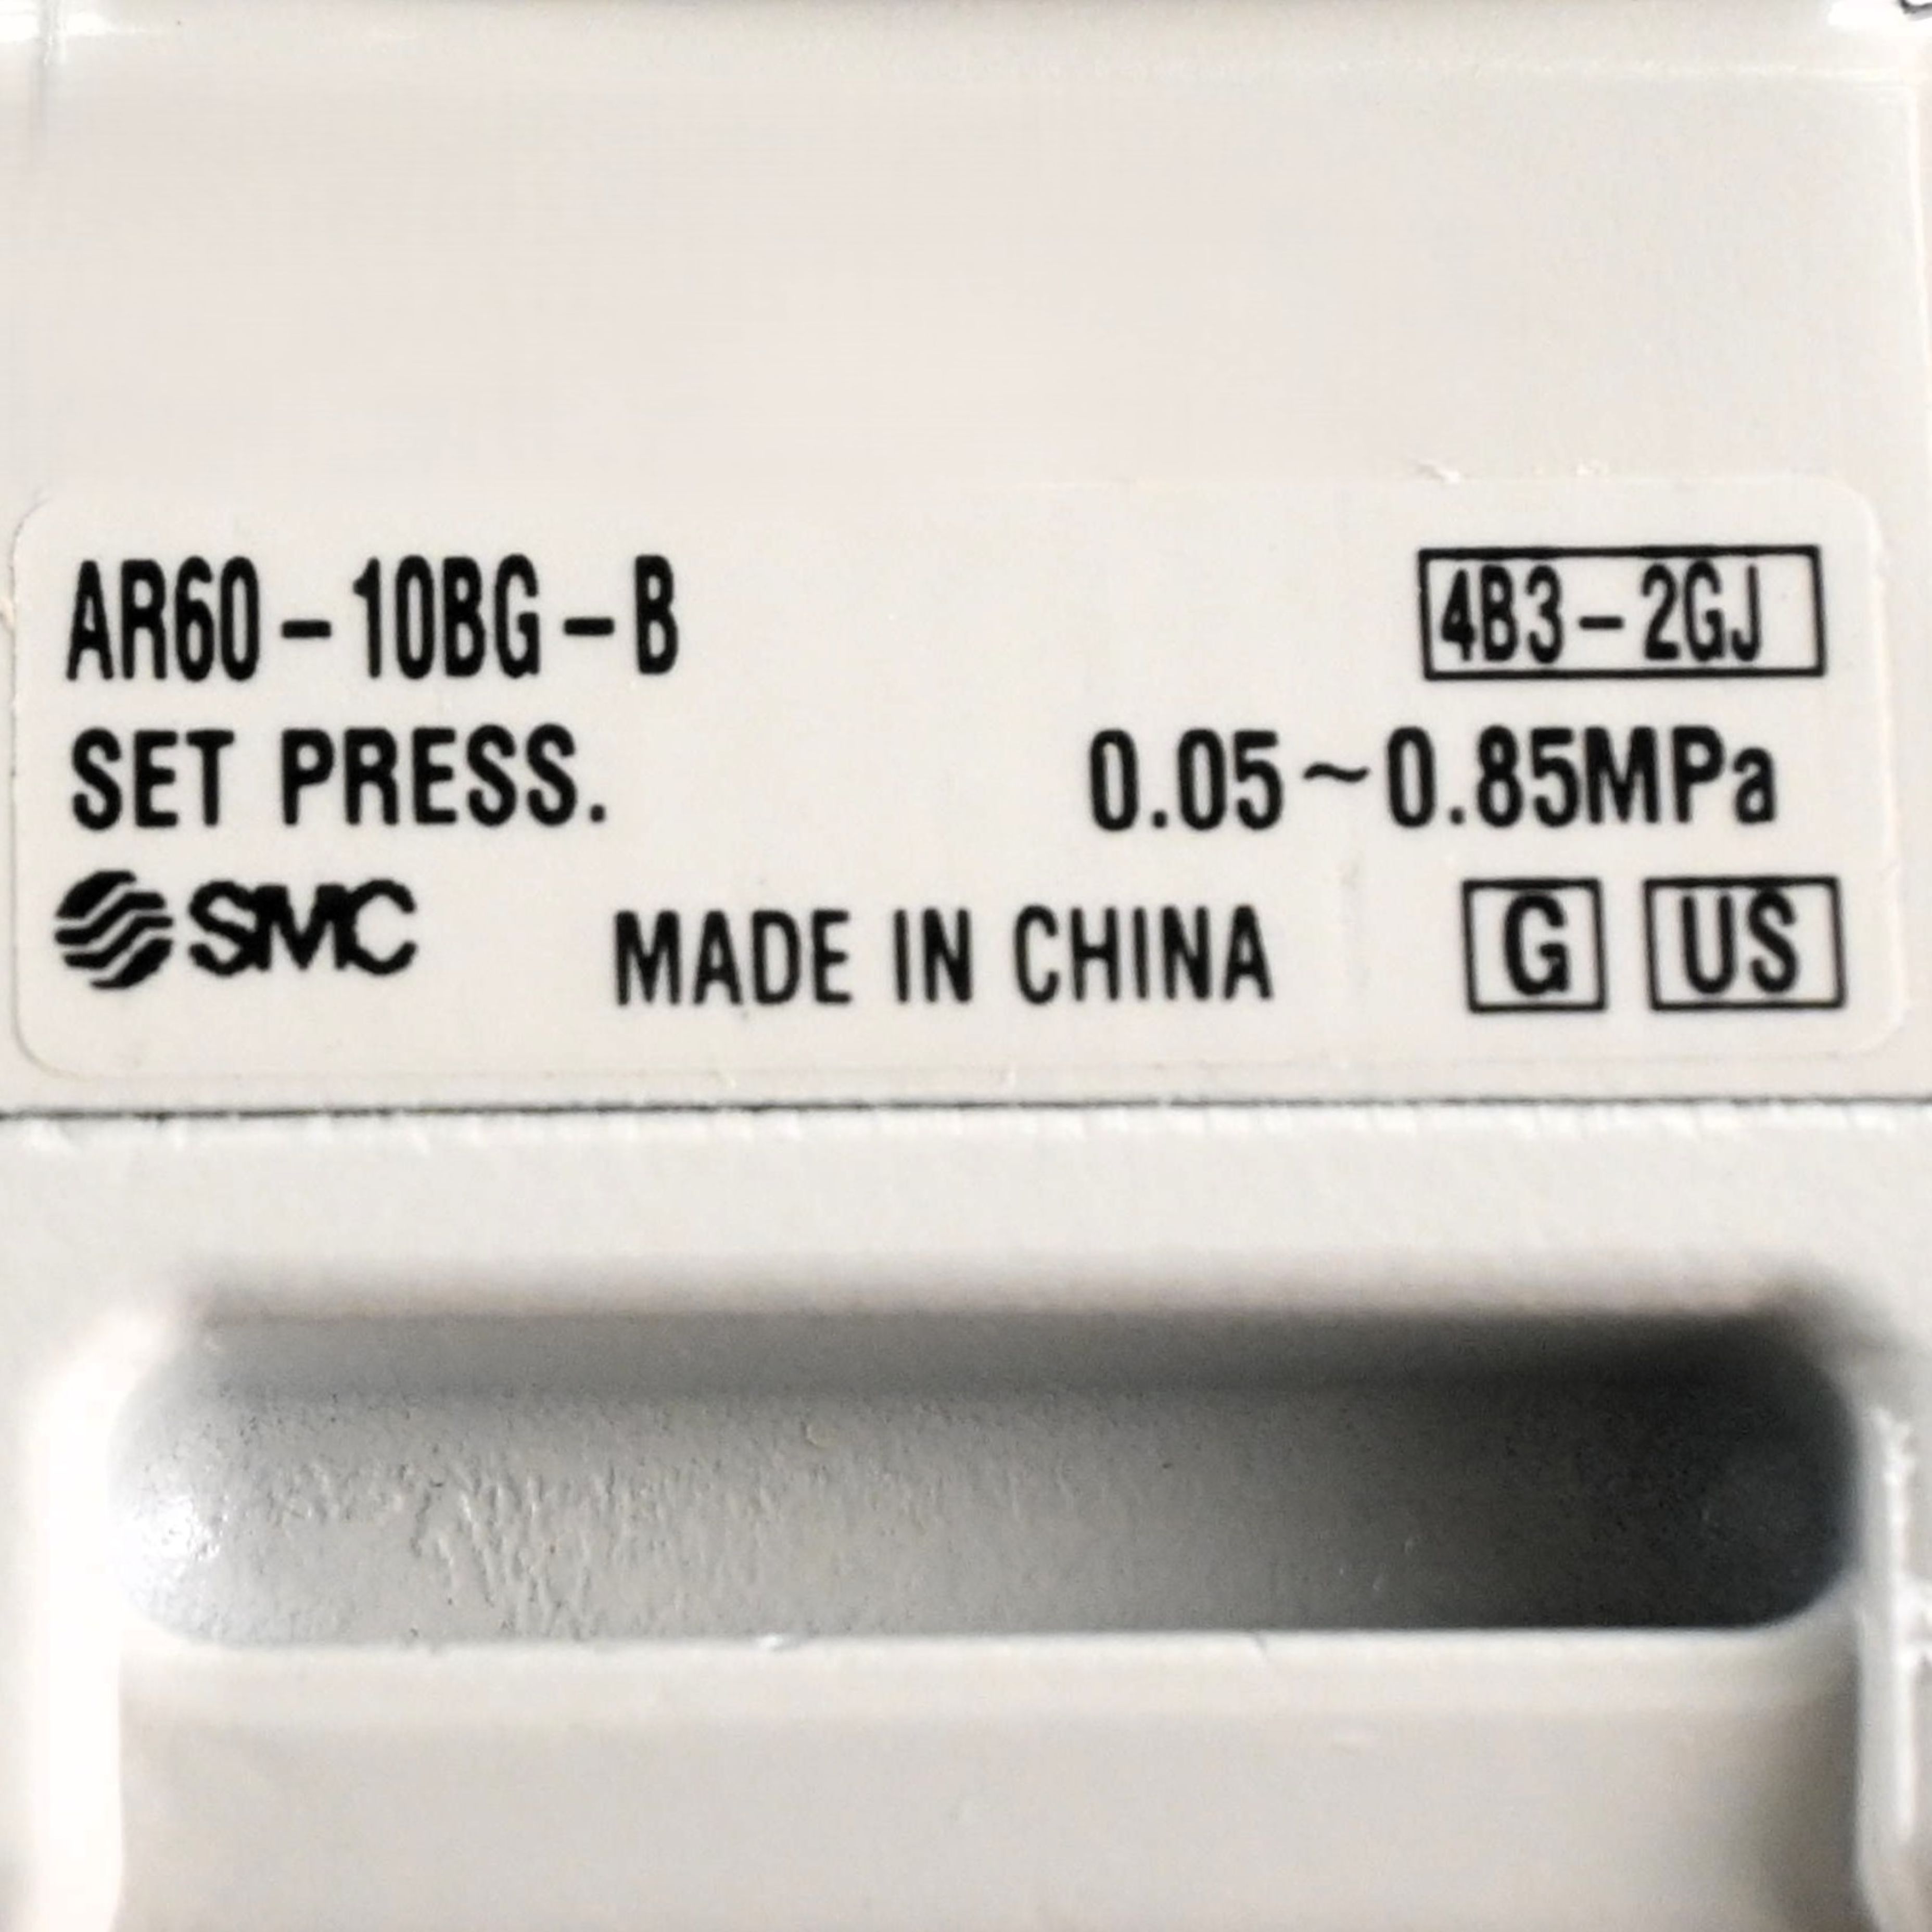 AR60-10BG-B 4B3-2GJ
SET PRESS. 0.05~0.85MPa
SMC MADE IN CHINA G US